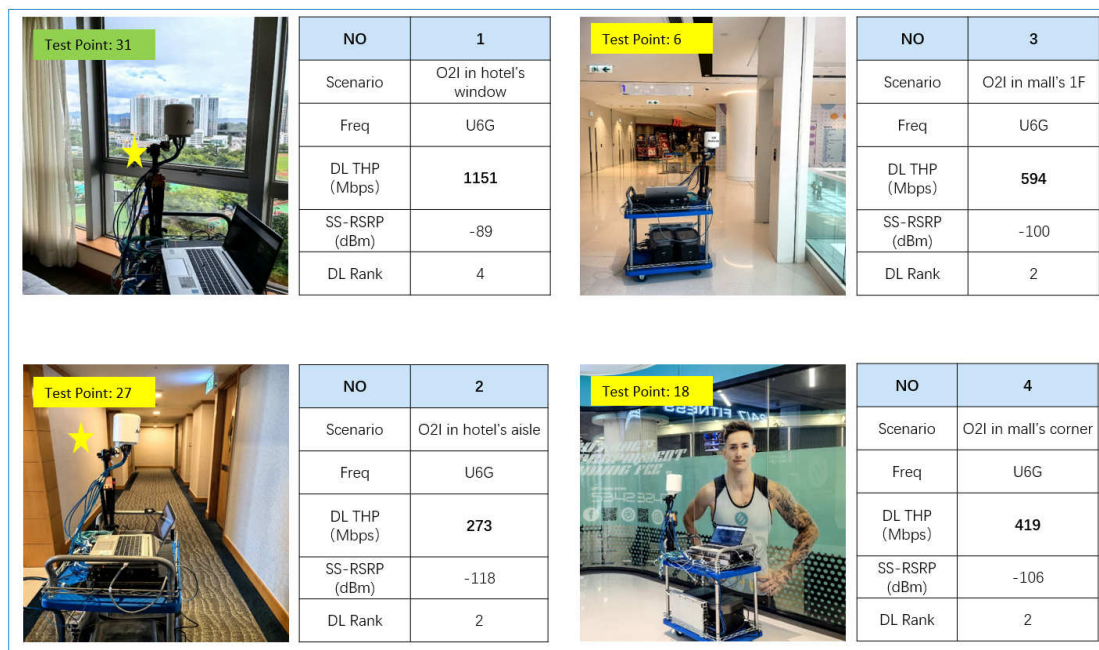 Test Point: 31
NO 1
Scenario O2I in hotel's
window
Freq U6G
DL THP
（Mbps） 1151
SS-RSRP
(dBm) -89
DL Rank 4
Test Point: 6
NO 3
Scenario O2I in mall's 1F
Freq U6G
DL THP
（Mbps） 594
SS-RSRP
(dBm) -100
DL Rank 2
Test Point: 27
NO 2
Scenario O2I in hotel's aisle
Freq U6G
DL THP
（Mbps） 273
SS-RSRP
(dBm) -118
DL Rank 2
Test Point: 18
24/7 FITNESS
NO 4
Scenario O2I in mall's corner
Freq U6G
DL THP
（Mbps） 419
SS-RSRP
(dBm) -106
DL Rank 2